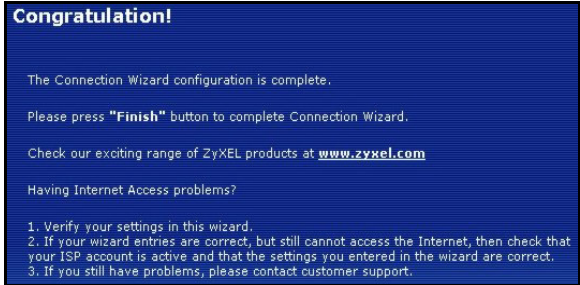 Congratulation!
The Connection Wizard configuration is complete.
Please press "Finish" button to complete Connection Wizard.
Check our exciting range of ZyXEL products at www.zyxel.com
Having Internet Access problems?
1. Verify your settings in this wizard.
2. If your wizard entries are correct, but still cannot access the Internet, then check that
your ISP account is active and that the settings you entered in the wizard are correct.
3. If you still have problems, please contact customer support.